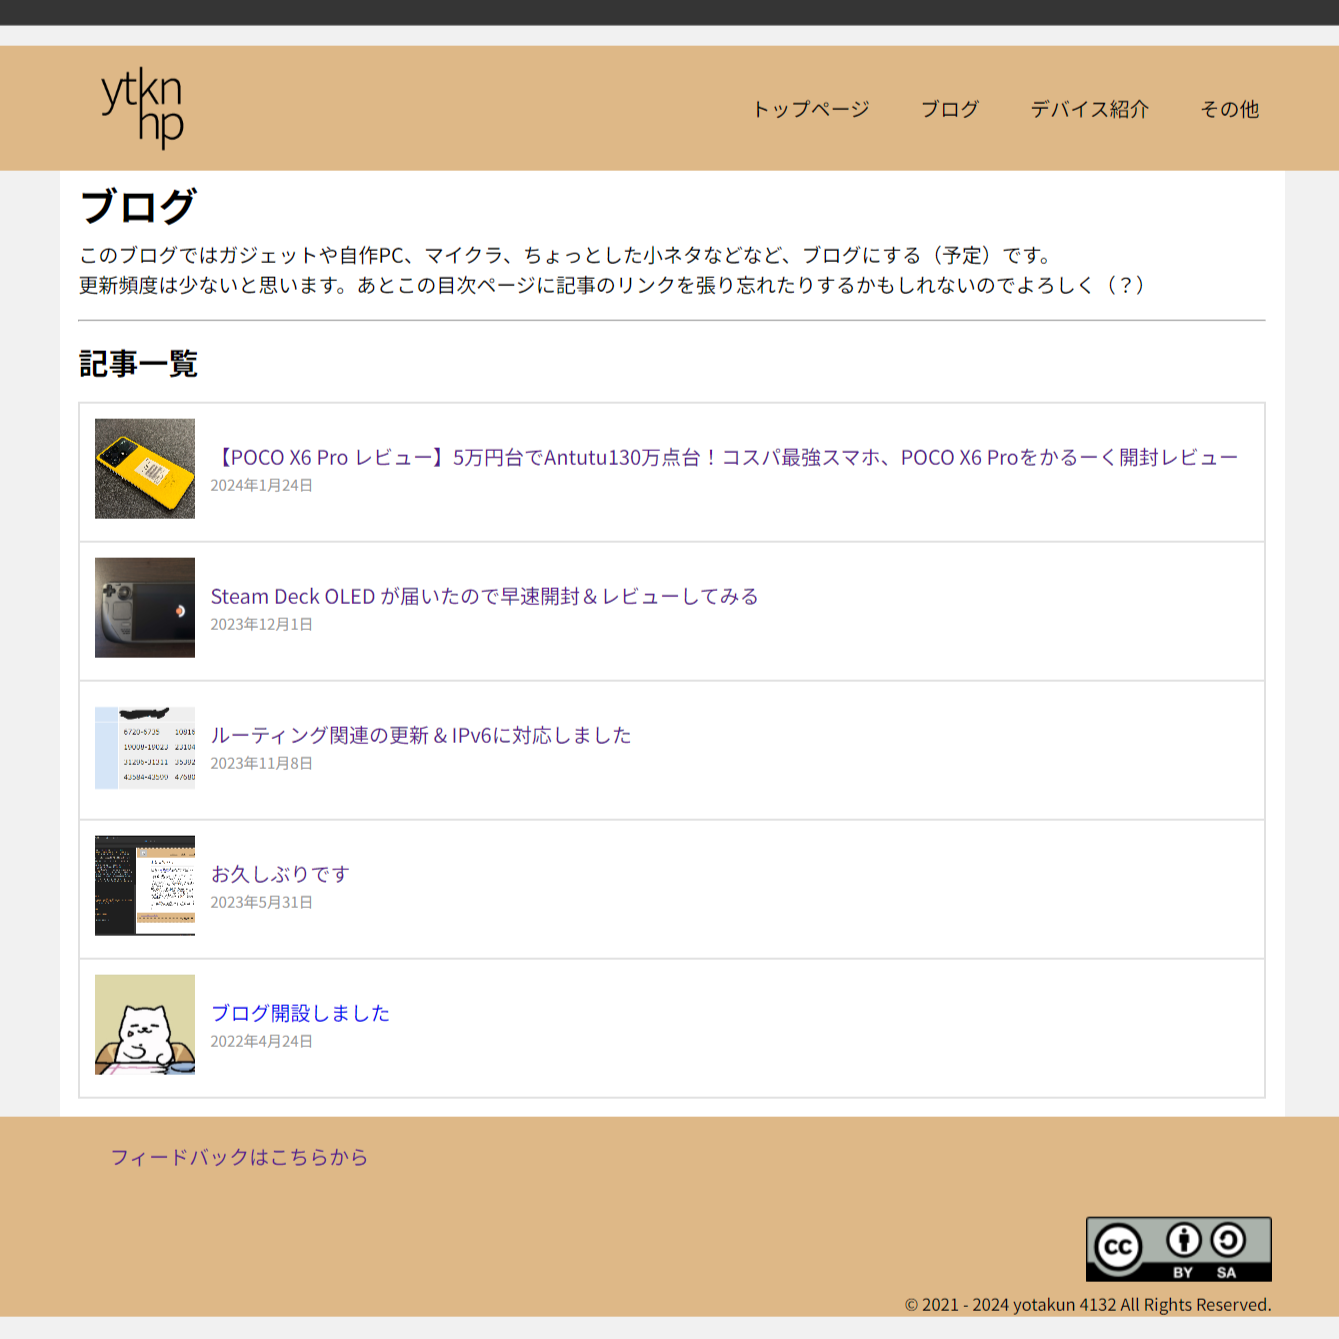 ytkn
hp
トップページ
ブログ
デバイス紹介
その他
ブログ
このブログではガジェットや自作PC、マイクラ、ちょっとした小ネタなどなど、ブログにする（予定）です。
更新頻度は少ないと思います。あとこの目次ページに記事のリンクを張り忘れたりするかもしれないのでよろしく（？）
記事一覧
【POCO X6 Pro レビュー】5万円台でAntutu130万点台！コスパ最強スマホ、POCO X6 Proをかるーく開封レビュー
2024年1月24日
Steam Deck OLED が届いたので早速開封＆レビューしてみる
2023年12月1日
6720-6735 10816
19008-19023 23104
31296-31311 35392
43584-43599 47680
ルーティング関連の更新 & IPv6に対応しました
2023年11月8日
お久しぶりです
2023年5月31日
ブログ開設しました
2022年4月24日
フィードバックはこちらから
cc
BY SA
© 2021 - 2024 yotakun 4132 All Rights Reserved.